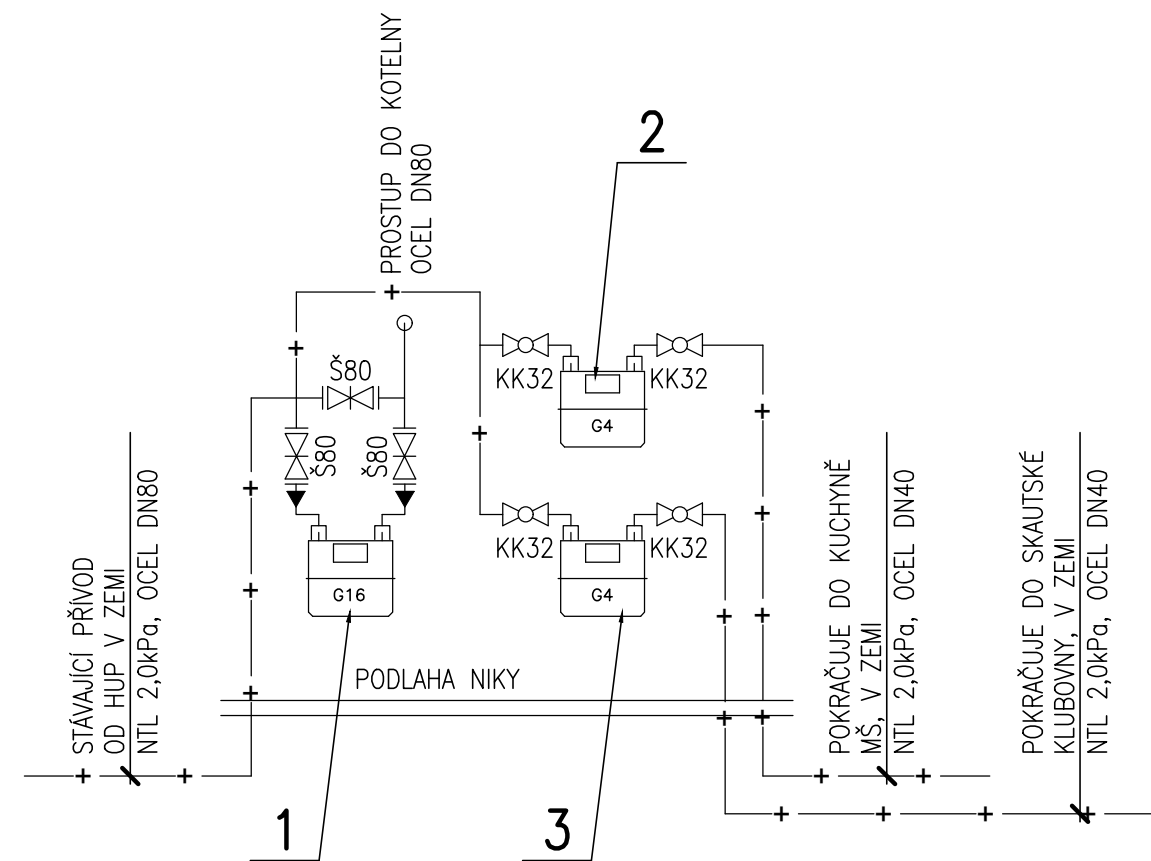 PROSTUP DO KOTELNY
OCEL DN80
2
Š80
KK32
KK32
G4
Š80
Š80
KK32
KK32
G16
G4
PODLAHA NIKY
STÁVAJÍCÍ PŘÍVOD
OD HUP V ZEMI
NTL 2,0kPa, OCEL DN80
POKRAČUJE DO KUCHYNĚ
MŠ, V ZEMI
NTL 2,0kPa, OCEL DN40
POKRAČUJE DO SKAUTSKÉ
KLUBOVNY, V ZEMI
NTL 2,0kPa, OCEL DN40
1
3